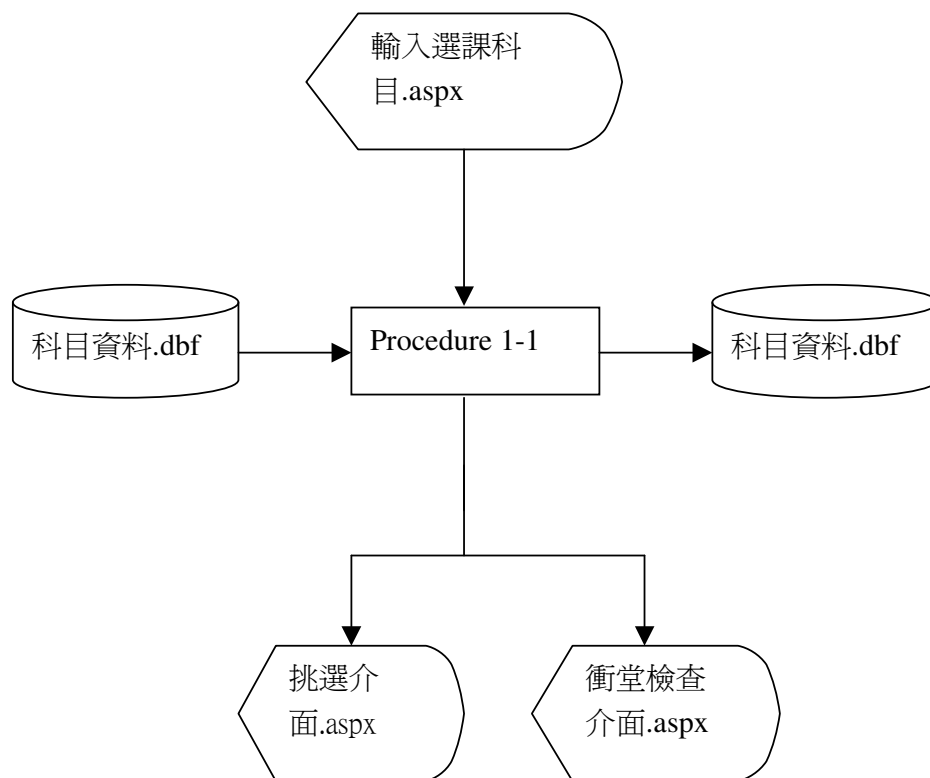 輸入選課科
目.aspx
科目資料.dbf
Procedure 1-1
科目資料.dbf
挑選介
面.aspx
衝堂檢查
介面.aspx